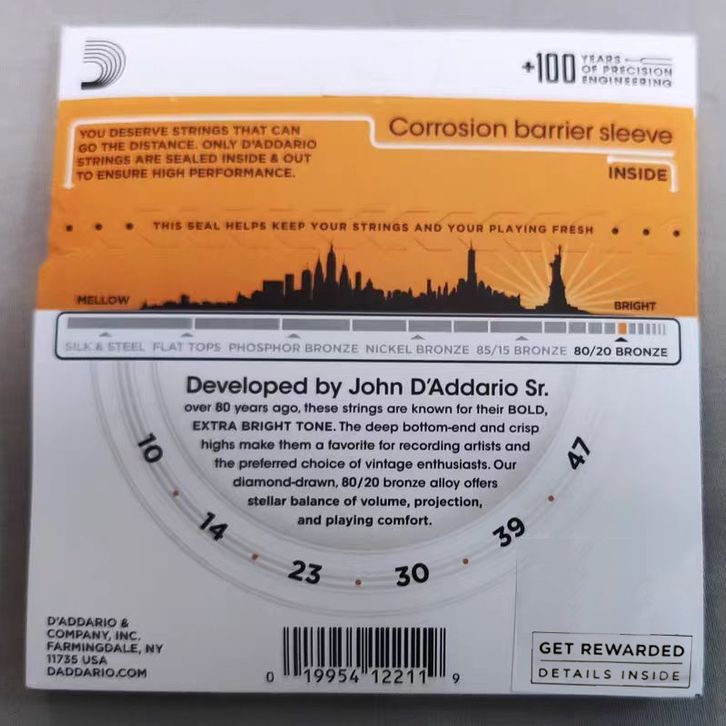 +100 YEARS
OF PRECISION
ENGINEERING
YOU DESERVE STRINGS THAT CAN
GO THE DISTANCE. ONLY D'ADDARIO
STRINGS ARE SEALED INSIDE & OUT
TO ENSURE HIGH PERFORMANCE.
Corrosion barrier sleeve
INSIDE
• • • THIS SEAL HELPS KEEP YOUR STRINGS AND YOUR PLAYING FRESH • • •
MELLOW
BRIGHT
SILK & STEEL FLAT TOPS PHOSPHOR BRONZE NICKEL BRONZE 85/15 BRONZE 80/20 BRONZE
Developed by John D'Addario Sr.
over 80 years ago, these strings are known for their BOLD,
EXTRA BRIGHT TONE. The deep bottom-end and crisp
highs make them a favorite for recording artists and
the preferred choice of vintage enthusiasts. Our
diamond-drawn, 80/20 bronze alloy offers
stellar balance of volume, projection,
and playing comfort.
10 • 14 • 23 • 30 • 39 • 47
D'ADDARIO &
COMPANY, INC.
FARMINGDALE, NY
11735 USA
DADDARIO.COM
0 19954 12211 9
GET REWARDED
DETAILS INSIDE